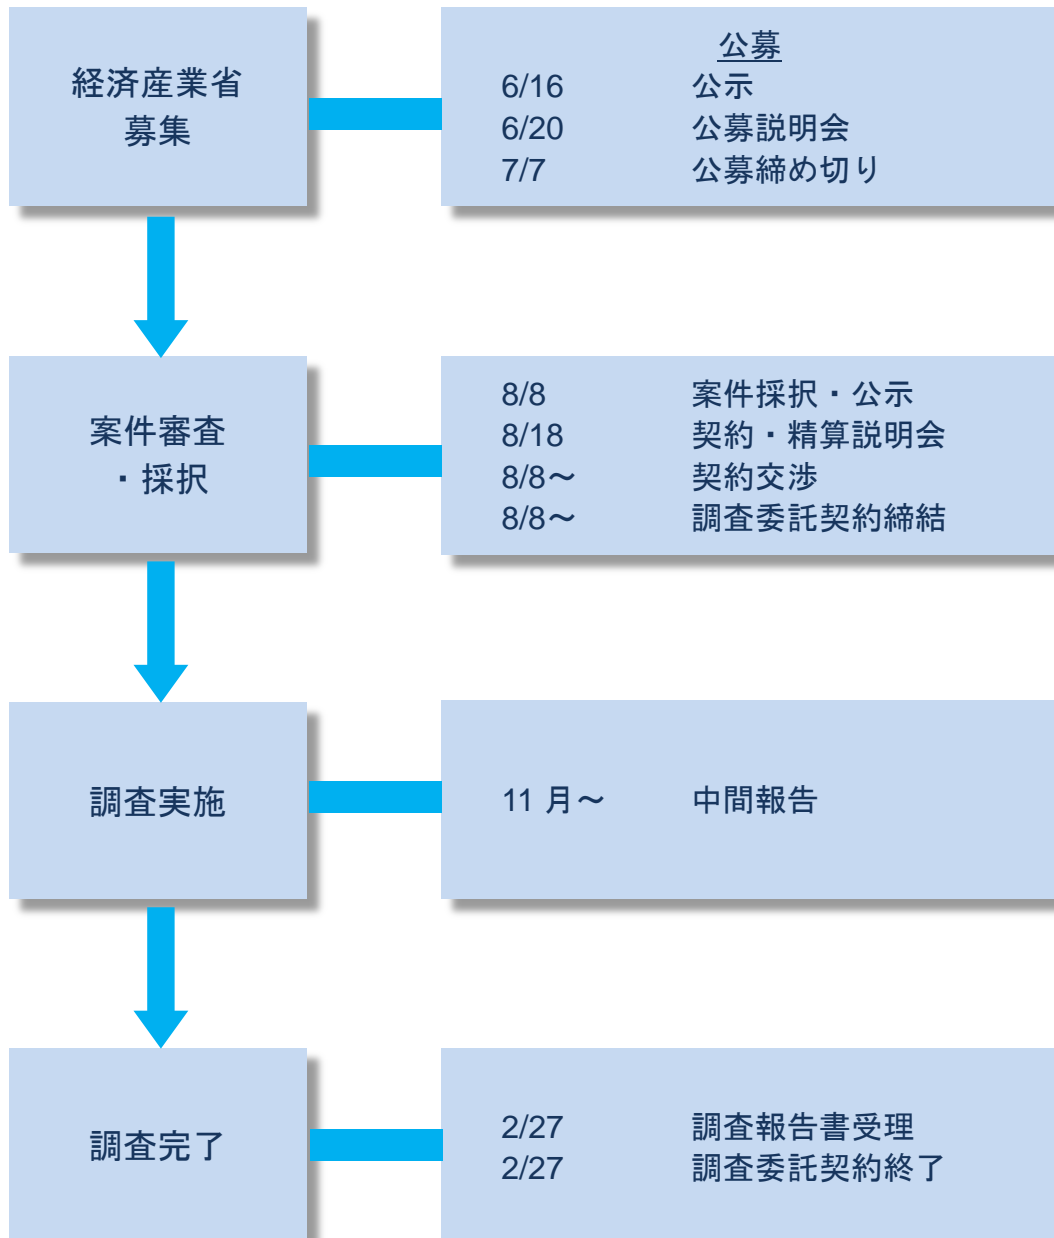 経済産業省
募集
公募
6/16 公示
6/20 公募説明会
7/7 公募締め切り
案件審査
・採択
8/8 案件採択・公示
8/18 契約・精算説明会
8/8～ 契約交渉
8/8～ 調査委託契約締結
調査実施
11 月～ 中間報告
調査完了
2/27 調査報告書受理
2/27 調査委託契約終了